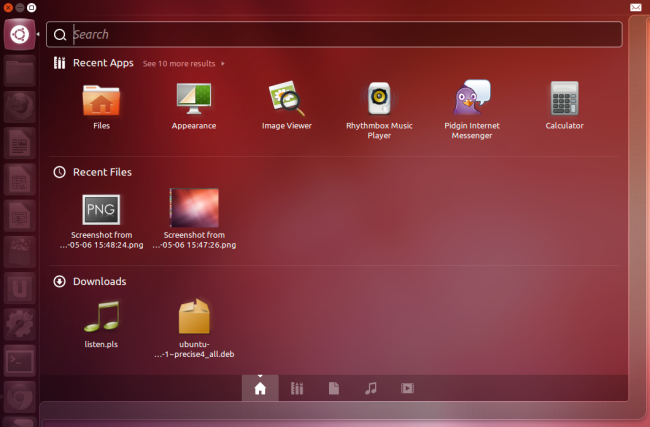 Search
Recent Apps See 10 more results
Files
Appearance
Image Viewer
Rhythmbox Music
Player
Pidgin Internet
Messenger
Calculator
Recent Files
PNG
Screenshot from
...-05-06 15:48:24.png
Screenshot from
...-05-06 15:47:26.png
Downloads
listen.pls
ubuntu-
...-1~precise4_all.deb